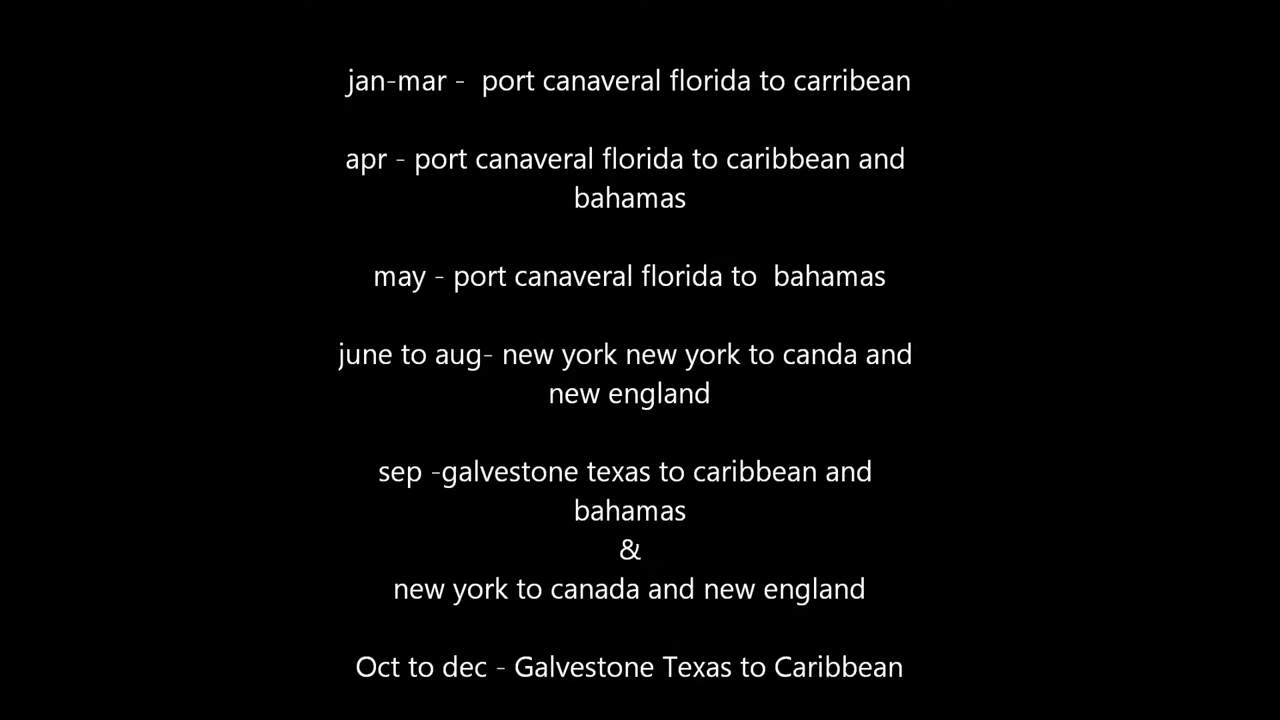 jan-mar -  port canaveral florida to carribean
apr - port canaveral florida to caribbean and
bahamas
may - port canaveral florida to  bahamas
june to aug- new york new york to canda and
new england
sep -galvestone texas to caribbean and
bahamas
&
new york to canada and new england
Oct to dec - Galvestone Texas to Caribbean